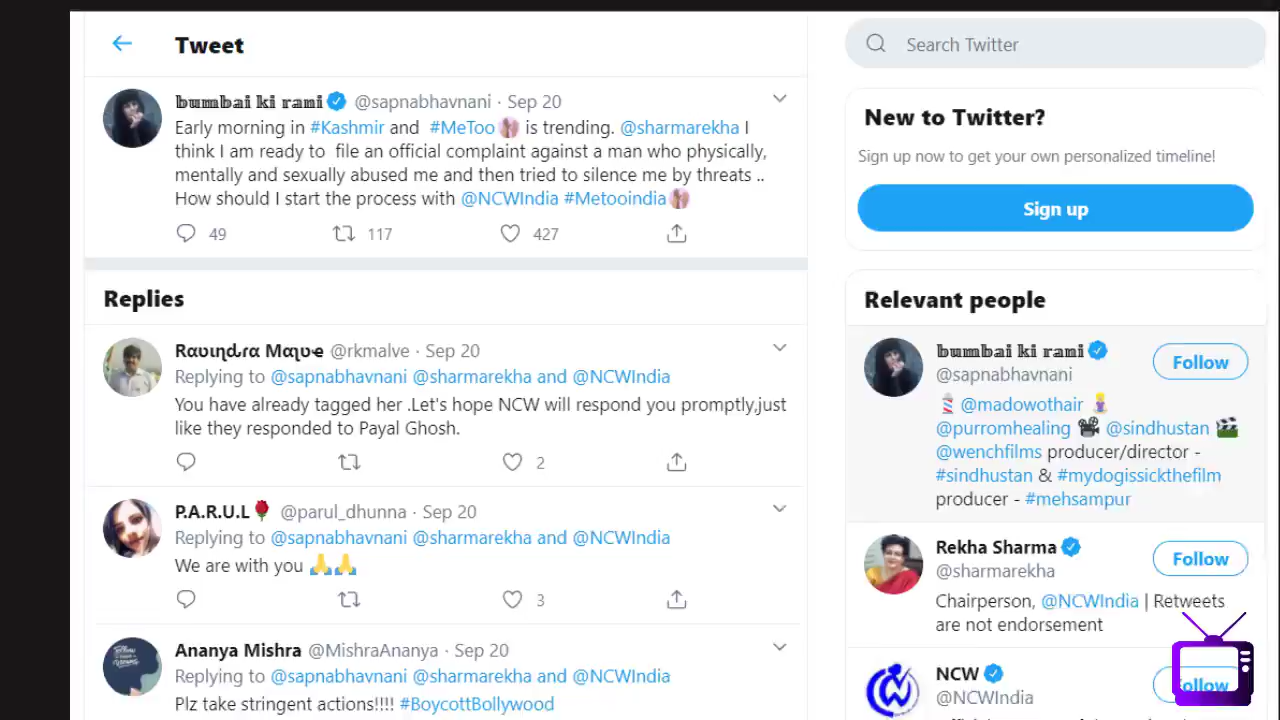 Tweet
Search Twitter
𝕓𝕦𝕞𝕓𝕒𝕚 𝕜𝕚 𝕣𝕒𝕟𝕚 @sapnabhavnani · Sep 20
Early morning in #Kashmir and #MeToo is trending. @sharmarekha I
think I am ready to file an official complaint against a man who physically,
mentally and sexually abused me and then tried to silence me by threats ..
How should I start the process with @NCWIndia #Metooindia
49 117 427
Replies
Rαʋιɳԃɾα Mαʅʋҽ @rkmalve · Sep 20
Replying to @sapnabhavnani @sharmarekha and @NCWIndia
You have already tagged her .Let's hope NCW will respond you promptly,just
like they responded to Payal Ghosh.
2
P.A.R.U.L🌹 @parul_dhunna · Sep 20
Replying to @sapnabhavnani @sharmarekha and @NCWIndia
We are with you 🙏🙏
3
Ananya Mishra @MishraAnanya · Sep 20
Replying to @sapnabhavnani @sharmarekha and @NCWIndia
Plz take stringent actions!!!! #BoycottBollywood
New to Twitter?
Sign up now to get your own personalized timeline!
Sign up
Relevant people
𝕓𝕦𝕞𝕓𝕒𝕚 𝕜𝕚 𝕣𝕒𝕟𝕚
Follow
@sapnabhavnani
💈 @madowothair
@purromhealing 🎥 @sindhustan 🎬
@wenchfilms producer/director -
#sindhustan & #mydogissickthefilm
producer - #mehsampur
Rekha Sharma
Follow
@sharmarekha
Chairperson, @NCWIndia | Retweets
are not endorsement
NCW
Follow
@NCWIndia